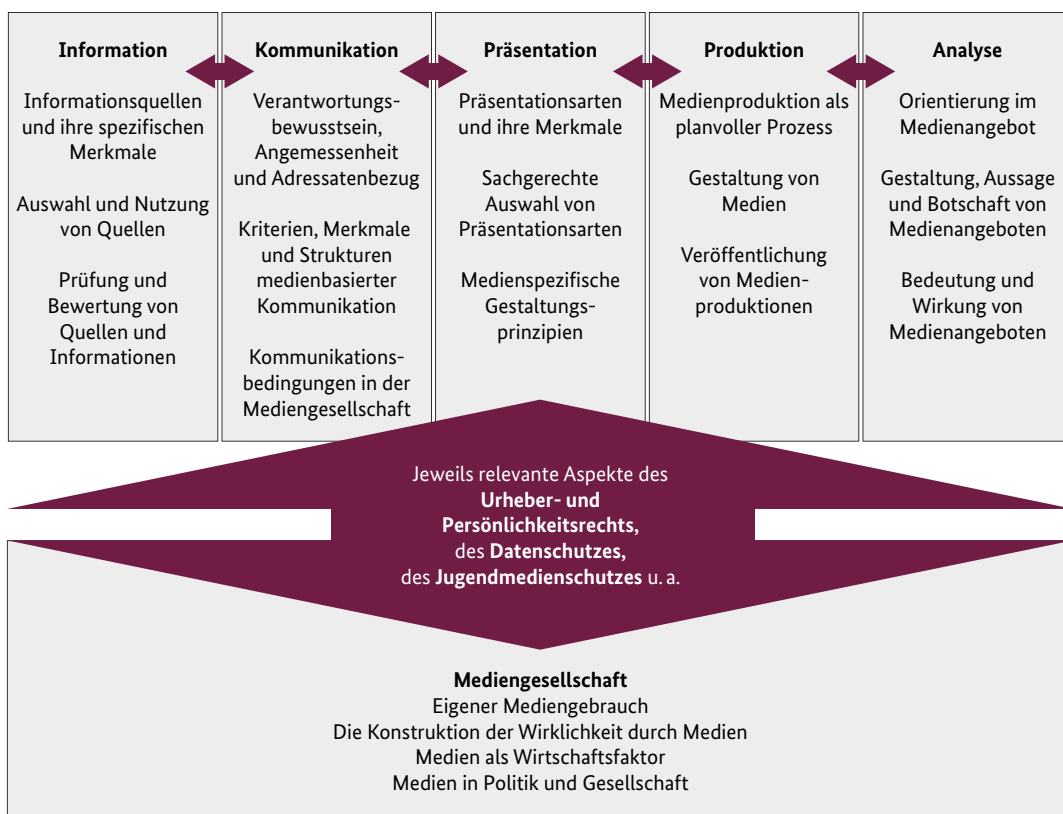 Information
Informationsquellen
und ihre spezifischen
Merkmale
Auswahl und Nutzung
von Quellen
Prüfung und
Bewertung von
Quellen und
Informationen
Kommunikation
Verantwortungs-
bewusstsein,
Angemessenheit
und Adressatenbezug
Kriterien, Merkmale
und Strukturen
medienbasierter
Kommunikation
Kommunikations-
bedingungen in der
Mediengesellschaft
Präsentation
Präsentationsarten
und ihre Merkmale
Sachgerechte
Auswahl von
Präsentationsarten
Medienspezifische
Gestaltungs-
prinzipien
Produktion
Medienproduktion als
planvoller Prozess
Gestaltung von
Medien
Veröffentlichung
von Medien-
produktionen
Analyse
Orientierung im
Medienangebot
Gestaltung, Aussage
und Botschaft von
Medienangeboten
Bedeutung und
Wirkung von
Medienangeboten
Jeweils relevante Aspekte des
Urheber- und
Persönlichkeitsrechts,
des Datenschutzes,
des Jugendmedienschutzes u. a.
Mediengesellschaft
Eigener Mediengebrauch
Die Konstruktion der Wirklichkeit durch Medien
Medien als Wirtschaftsfaktor
Medien in Politik und Gesellschaft